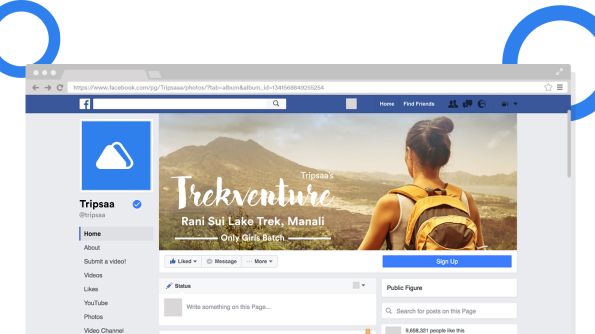 https://www.facebook.com/pg/Tripsaaa/photos/?tab=album&album_id=1341568849265254
f
Home Find Friends
Tripsaa's
Trekventure
Rani Sui Lake Trek, Manali
Only Girls Batch
Tripsaa
@tripsaa
Home
About
Submit a video!
Videos
Likes
YouTube
Photos
Video Channel
Liked
Message
More
Sign Up
Status
Write something on this Page...
Public Figure
Search for posts on this Page
9,658,321 people like this